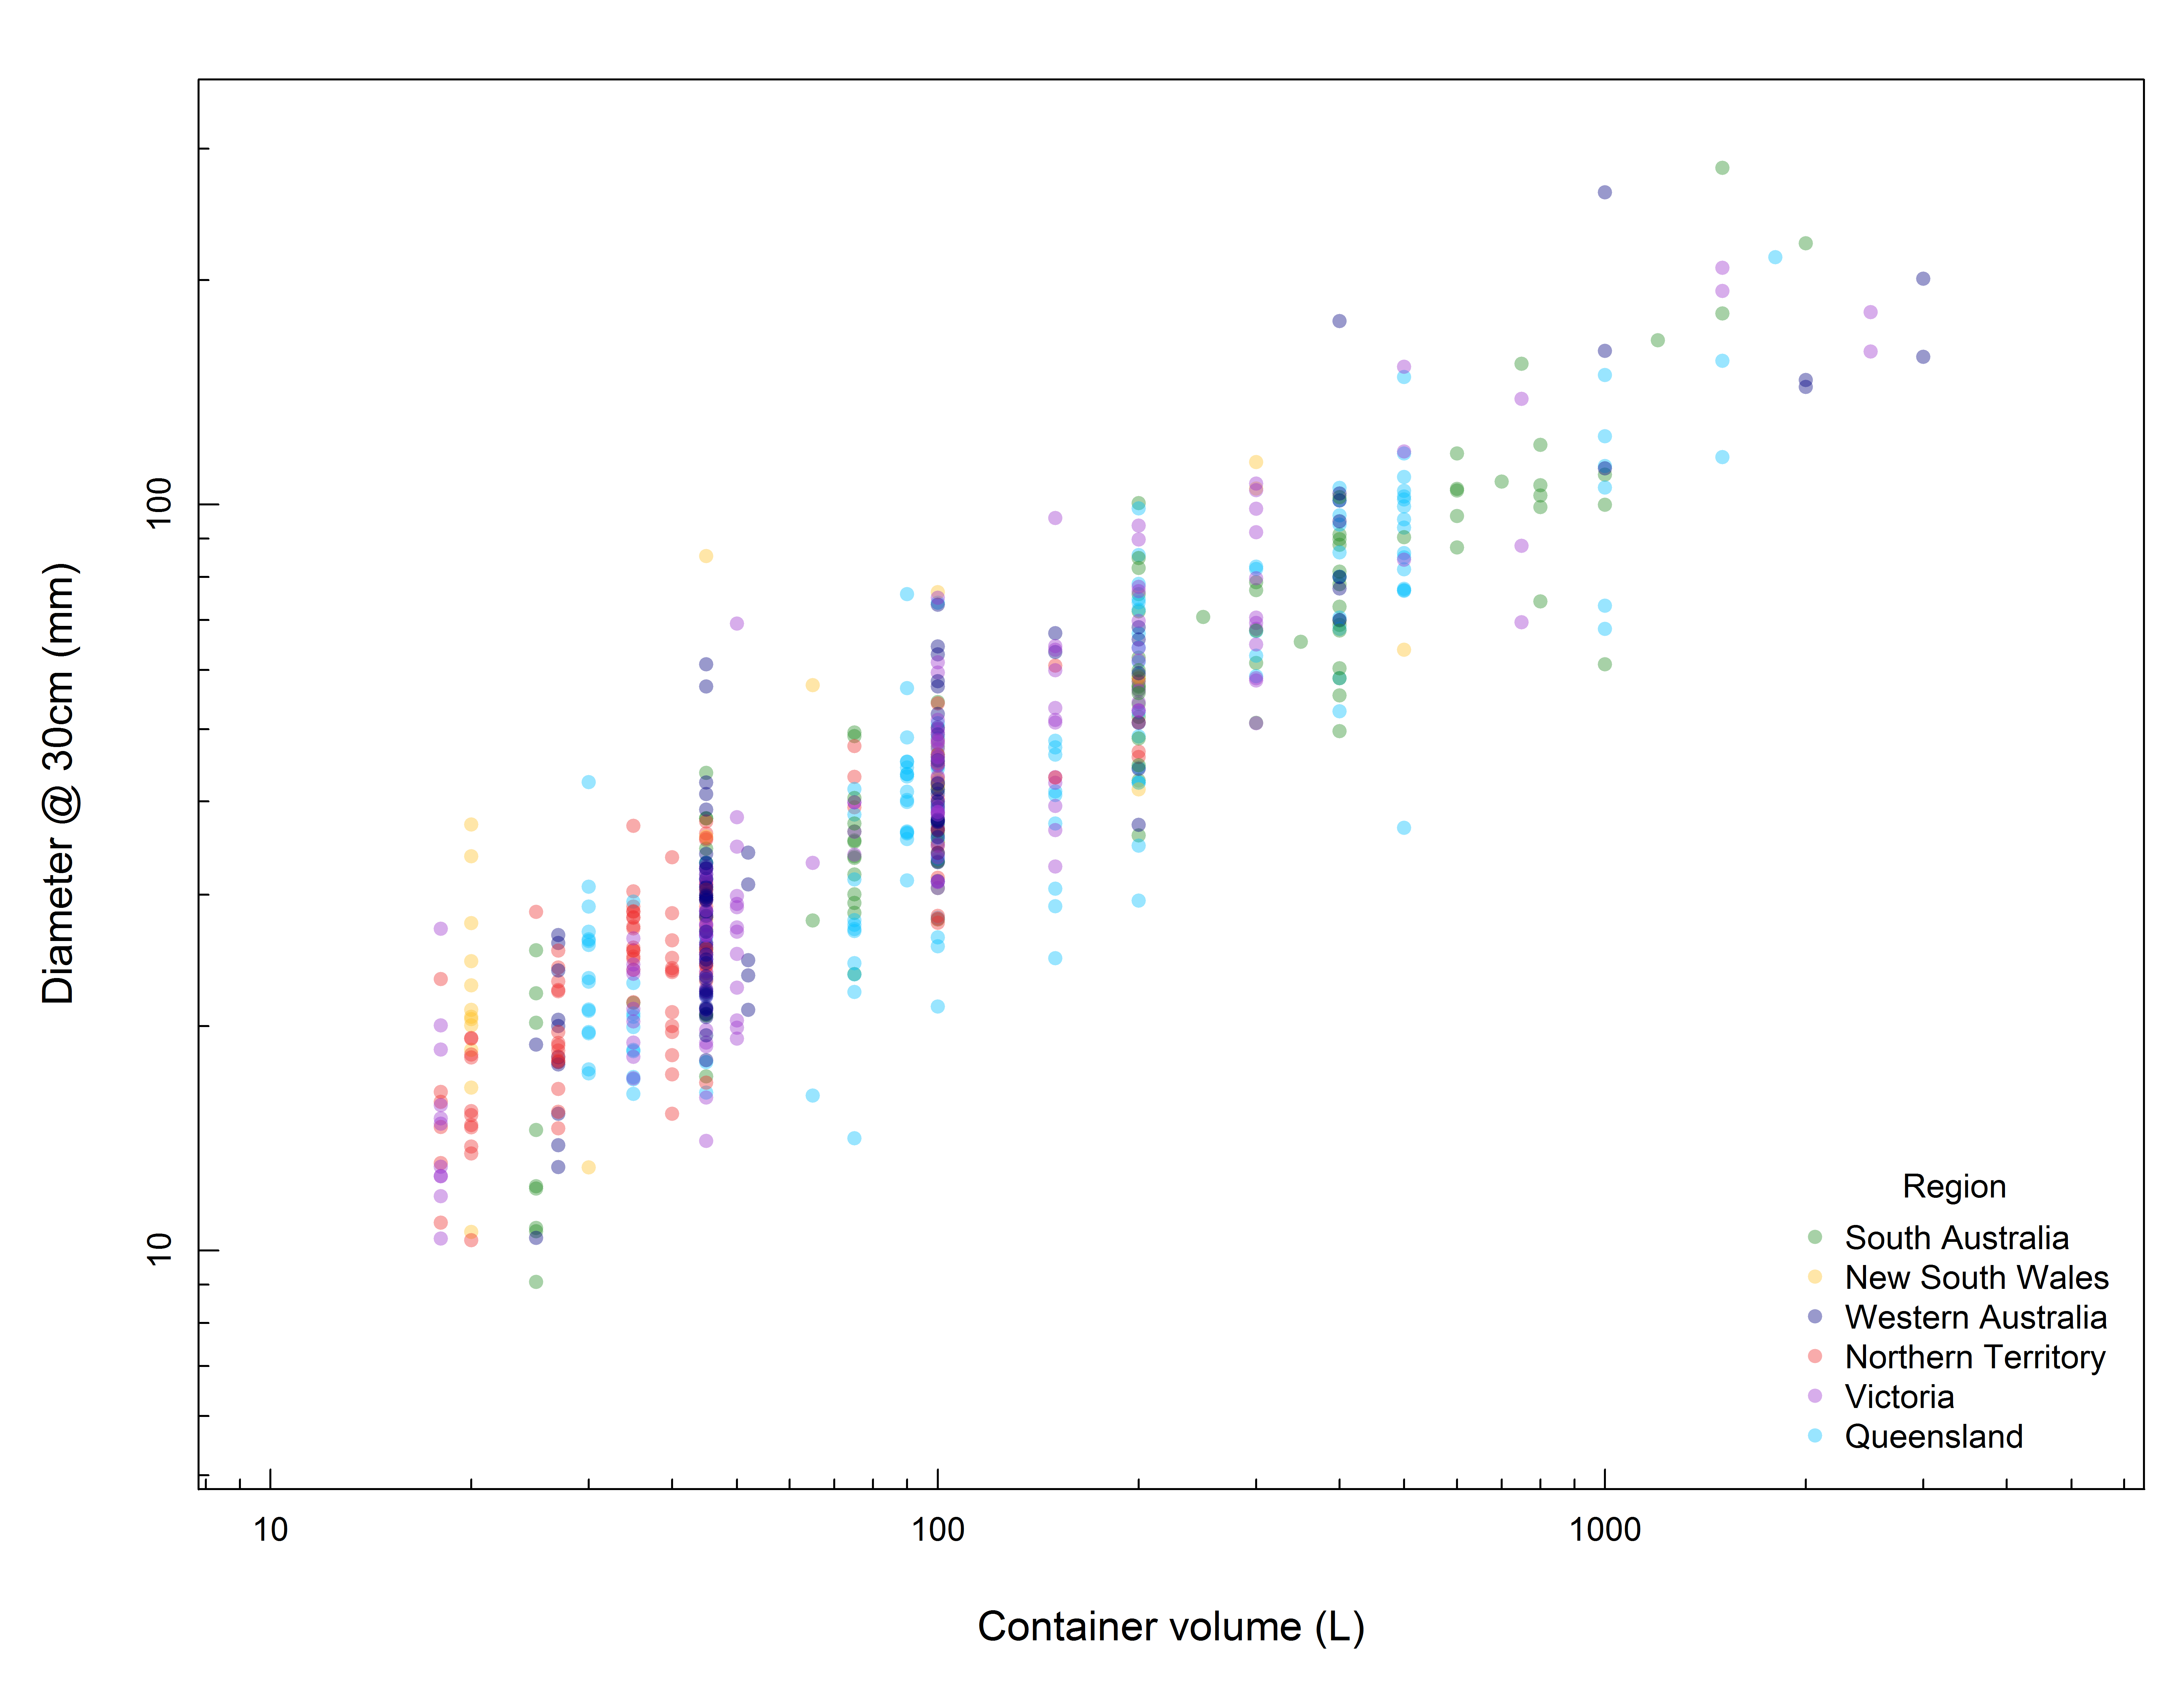 Diameter @ 30cm (mm)
100
10
10
100
1000
Container volume (L)
Region
South Australia
New South Wales
Western Australia
Northern Territory
Victoria
Queensland